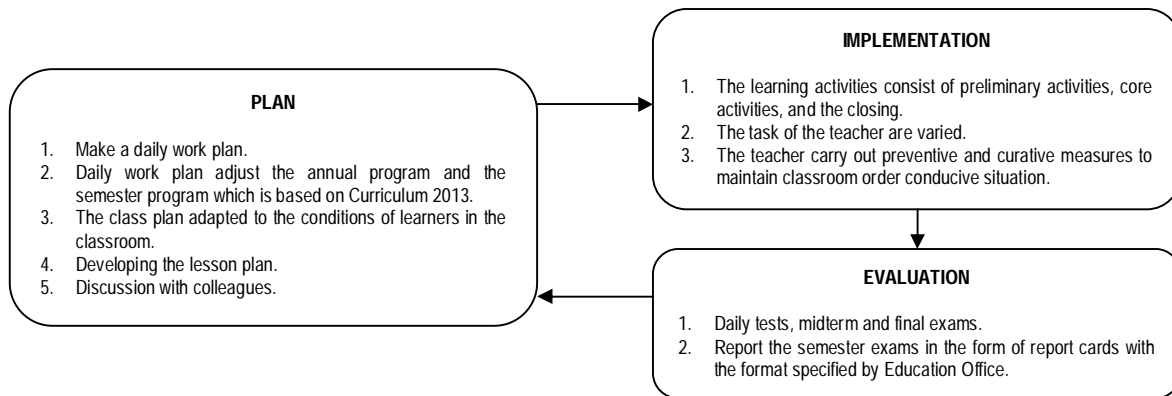 PLAN
1. Make a daily work plan.
2. Daily work plan adjust the annual program and the
semester program which is based on Curriculum 2013.
3. The class plan adapted to the conditions of learners in the
classroom.
4. Developing the lesson plan.
5. Discussion with colleagues.
IMPLEMENTATION
1. The learning activities consist of preliminary activities, core
activities, and the closing.
2. The task of the teacher are varied.
3. The teacher carry out preventive and curative measures to
maintain classroom order conducive situation.
EVALUATION
1. Daily tests, midterm and final exams.
2. Report the semester exams in the form of report cards with
the format specified by Education Office.